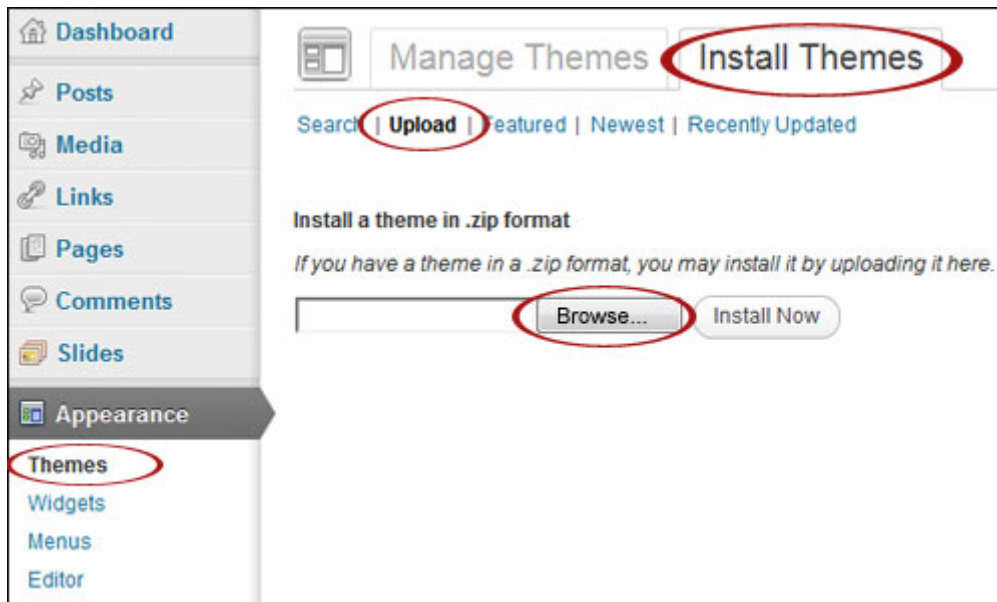 Dashboard
Posts
Media
Links
Pages
Comments
Slides
Appearance
Themes
Widgets
Menus
Editor
Manage Themes Install Themes
Search | Upload | Featured | Newest | Recently Updated
Install a theme in .zip format
If you have a theme in a .zip format, you may install it by uploading it here.
Browse... Install Now